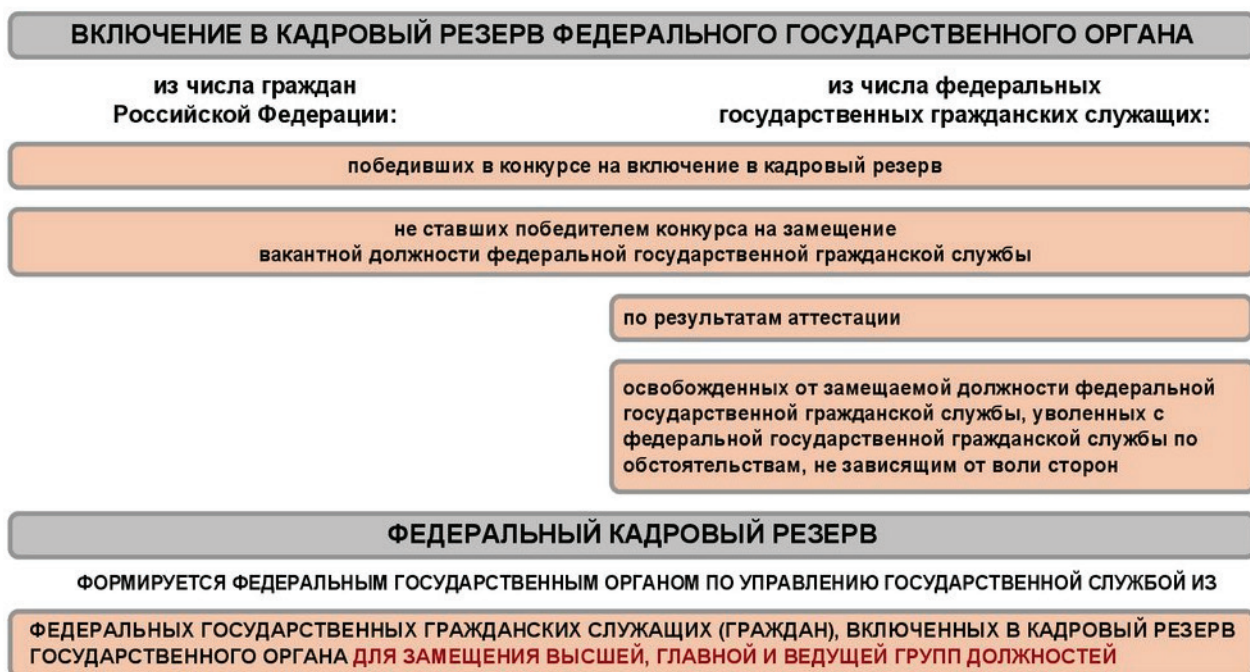 ВКЛЮЧЕНИЕ В КАДРОВЫЙ РЕЗЕРВ ФЕДЕРАЛЬНОГО ГОСУДАРСТВЕННОГО ОРГАНА
из числа граждан
Российской Федерации:
из числа федеральных
государственных гражданских служащих:
победивших в конкурсе на включение в кадровый резерв
не ставших победителем конкурса на замещение
вакантной должности федеральной государственной гражданской службы
по результатам аттестации
освобожденных от замещаемой должности федеральной
государственной гражданской службы, уволенных с
федеральной государственной гражданской службы по
обстоятельствам, не зависящим от воли сторон
ФЕДЕРАЛЬНЫЙ КАДРОВЫЙ РЕЗЕРВ
ФОРМИРУЕТСЯ ФЕДЕРАЛЬНЫМ ГОСУДАРСТВЕННЫМ ОРГАНОМ ПО УПРАВЛЕНИЮ ГОСУДАРСТВЕННОЙ СЛУЖБОЙ ИЗ
ФЕДЕРАЛЬНЫХ ГОСУДАРСТВЕННЫХ ГРАЖДАНСКИХ СЛУЖАЩИХ (ГРАЖДАН), ВКЛЮЧЕННЫХ В КАДРОВЫЙ РЕЗЕРВ
ГОСУДАРСТВЕННОГО ОРГАНА ДЛЯ ЗАМЕЩЕНИЯ ВЫСШЕЙ, ГЛАВНОЙ И ВЕДУЩЕЙ ГРУПП ДОЛЖНОСТЕЙ